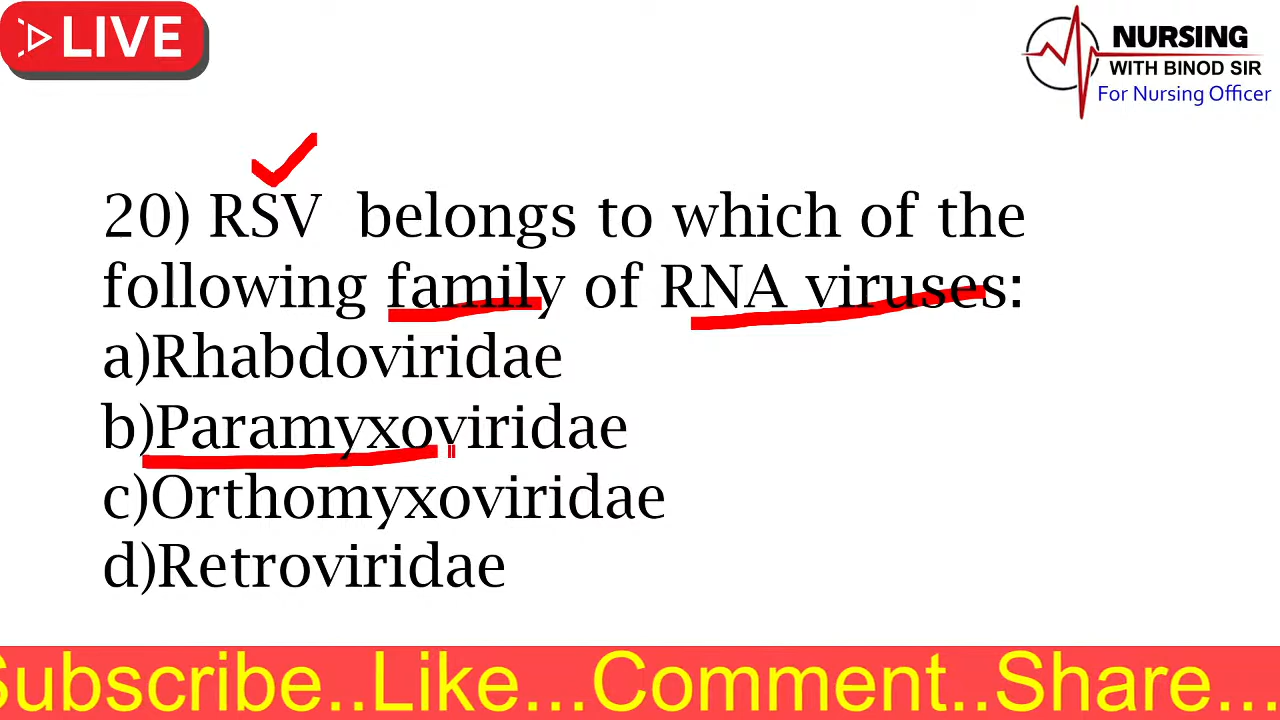 LIVE
NURSING
WITH BINOD SIR
For Nursing Officer
20) RSV belongs to which of the
following family of RNA viruses:
a)Rhabdoviridae
b)Paramyxoviridae
c)Orthomyxoviridae
d)Retroviridae
Subscribe..Like...Comment..Share...